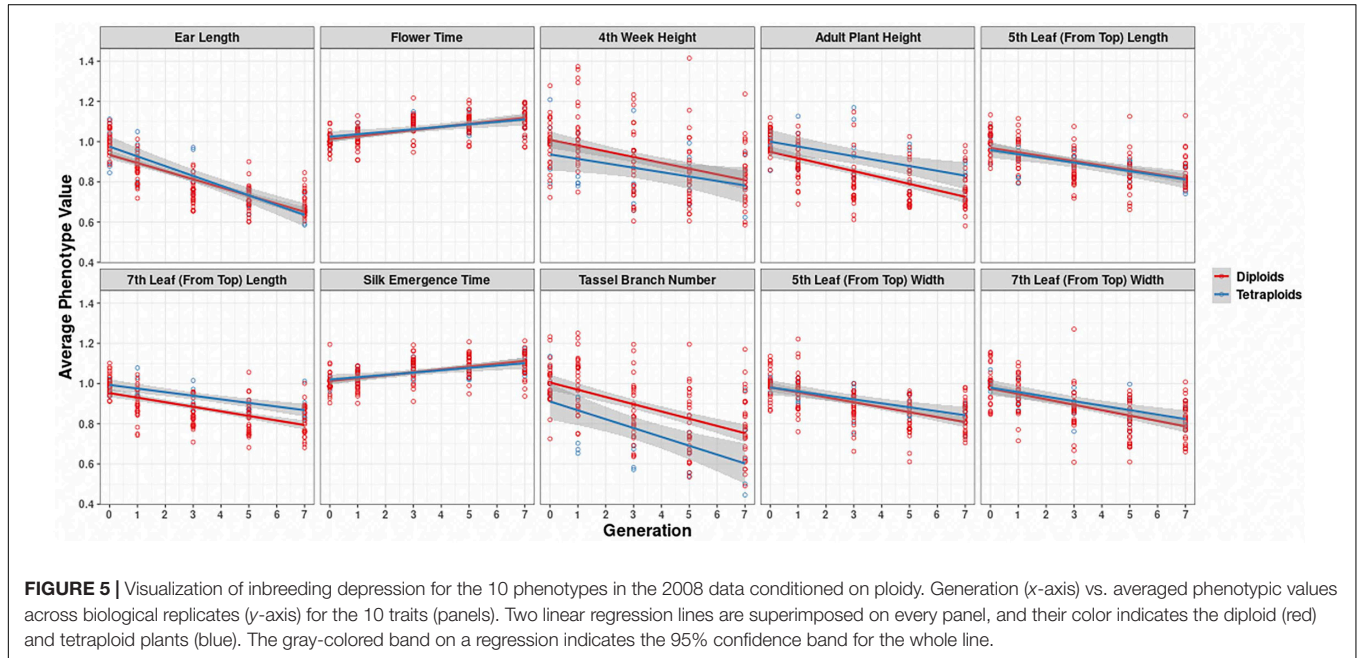 Ear Length
Flower Time
4th Week Height
Adult Plant Height
5th Leaf (From Top) Length
1.4
1.2
1.0
0.8
0.6
0.4
7th Leaf (From Top) Length
Silk Emergence Time
Tassel Branch Number
5th Leaf (From Top) Width
7th Leaf (From Top) Width
1.4
1.2
1.0
0.8
0.6
0.4
Average Phenotype Value
0 1 2 3 4 5 6 7
0 1 2 3 4 5 6 7
0 1 2 3 4 5 6 7
0 1 2 3 4 5 6 7
0 1 2 3 4 5 6 7
Generation
Diploids
Tetraploids
FIGURE 5 | Visualization of inbreeding depression for the 10 phenotypes in the 2008 data conditioned on ploidy. Generation (x-axis) vs. averaged phenotypic values
across biological replicates (y-axis) for the 10 traits (panels). Two linear regression lines are superimposed on every panel, and their color indicates the diploid (red)
and tetraploid plants (blue). The gray-colored band on a regression indicates the 95% confidence band for the whole line.